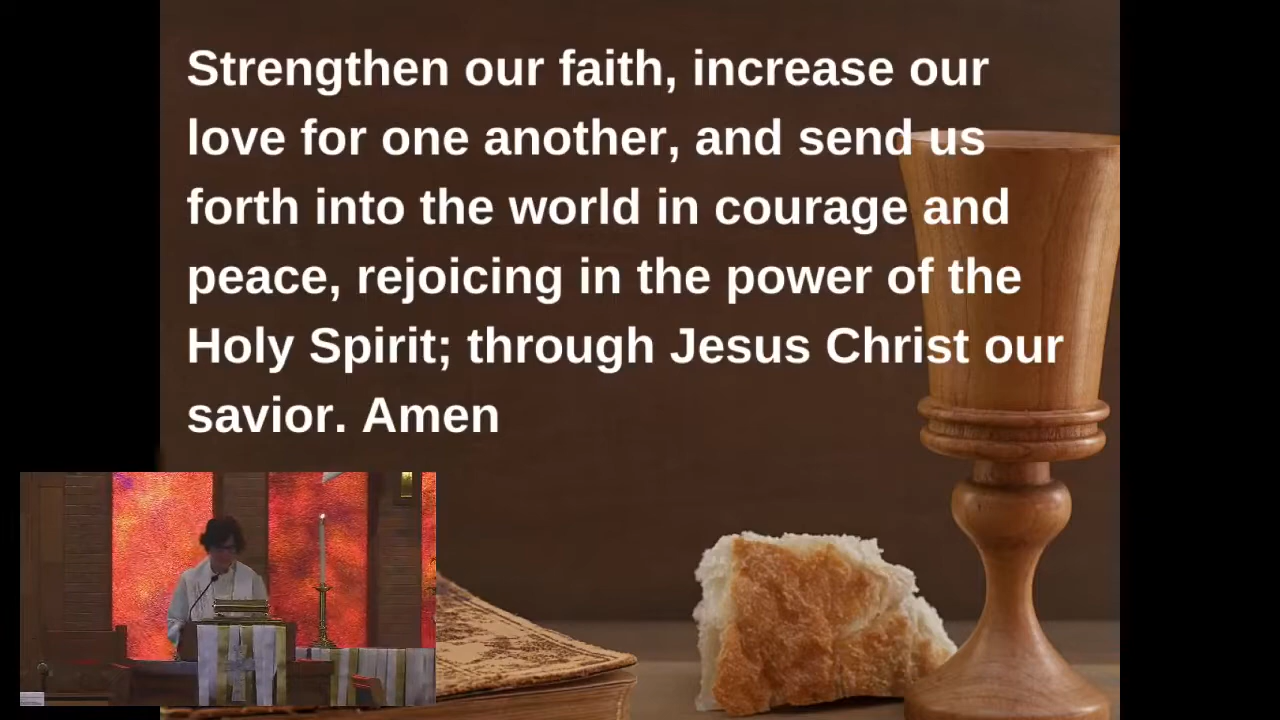 Strengthen our faith, increase our
love for one another, and send us
forth into the world in courage and
peace, rejoicing in the power of the
Holy Spirit; through Jesus Christ our
savior. Amen